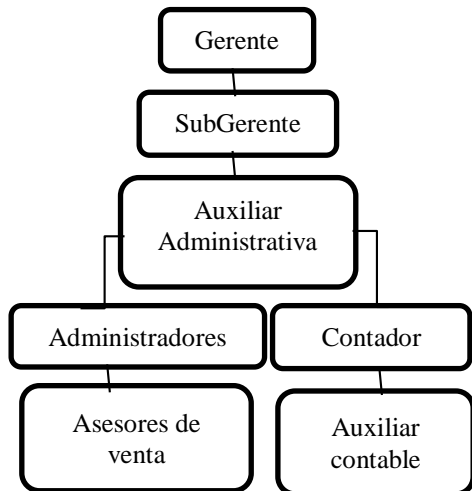 Gerente
SubGerente
Auxiliar
Administrativa
Administradores
Contador
Asesores de
venta
Auxiliar
contable